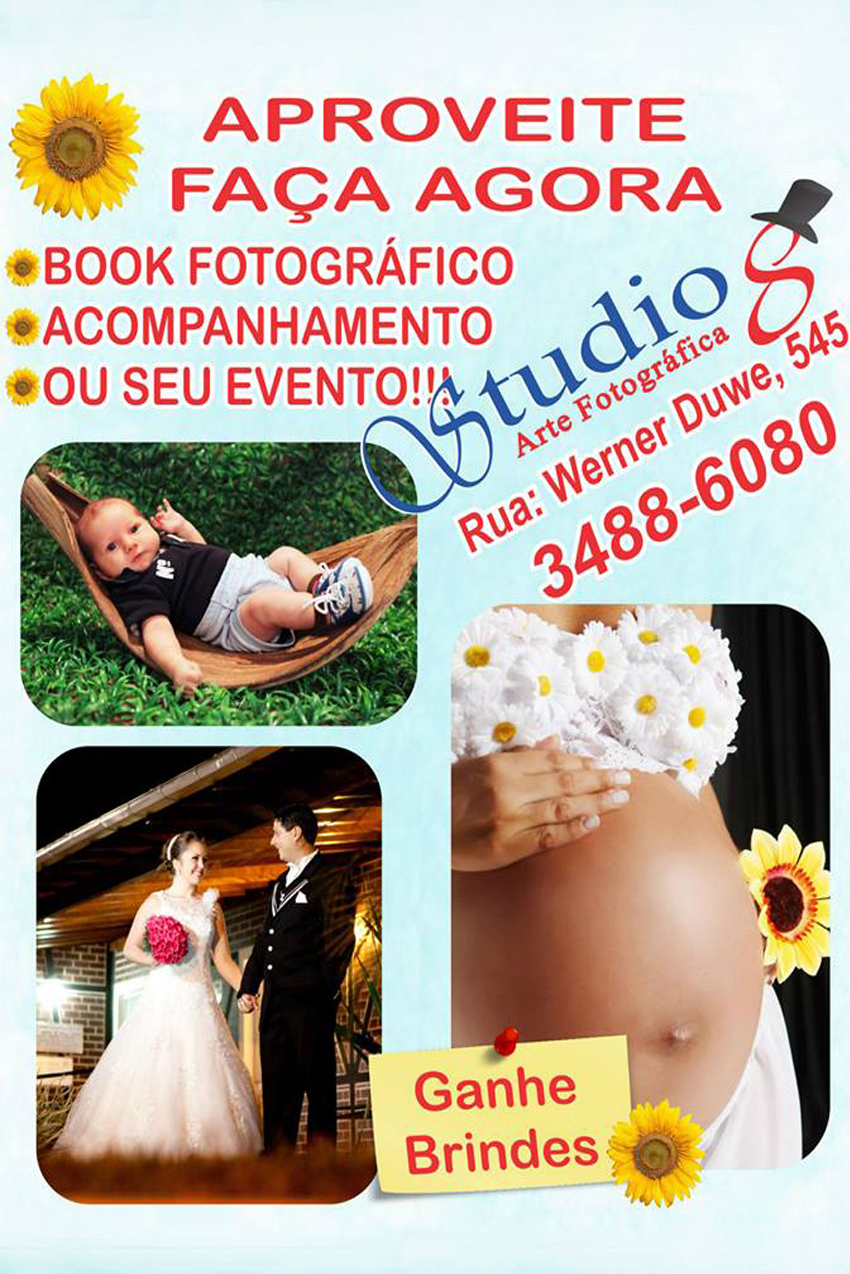 APROVEITE
FAÇA AGORA
BOOK FOTOGRÁFICO
ACOMPANHAMENTO
OU SEU EVENTO!!!
Studio 8
Arte Fotográfica
Rua: Werner Duwe, 545
3488-6080
Ganhe
Brindes